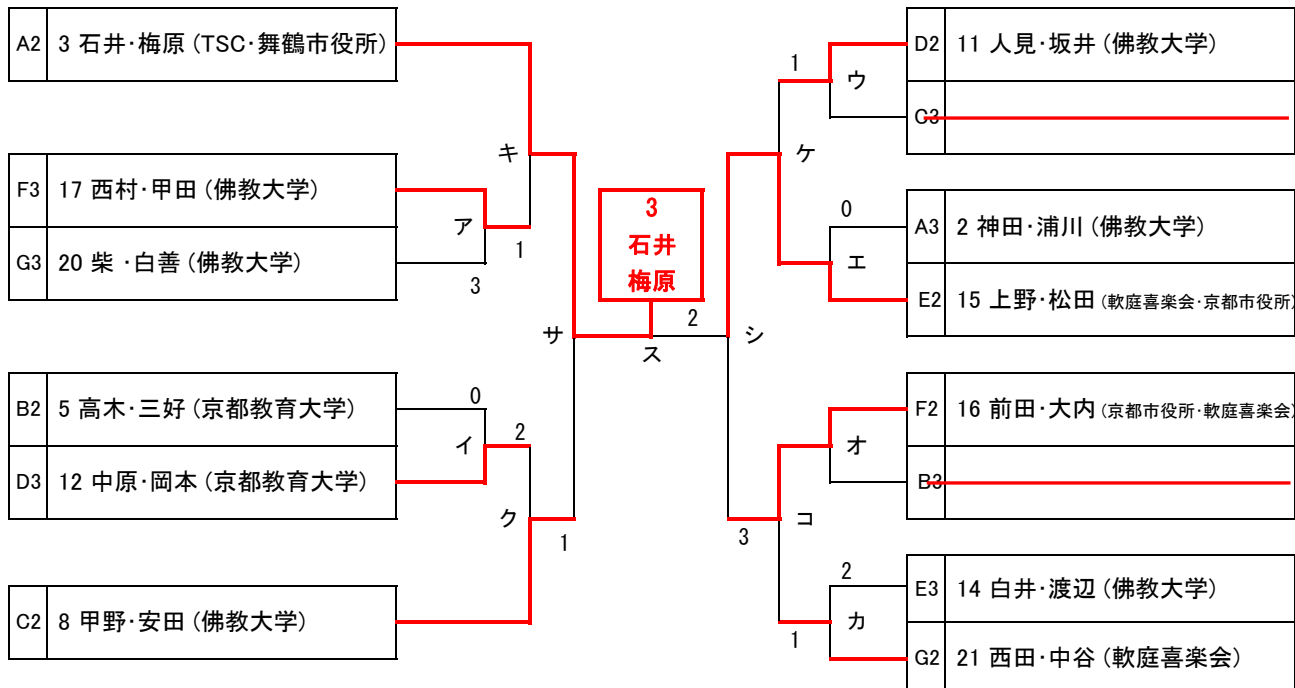 A2 3 石井・梅原 (TSC・舞鶴市役所)
F3 17 西村・甲田 (佛教大学)
G3 20 柴 ・白善 (佛教大学)
B2 5 高木・三好 (京都教育大学)
D3 12 中原・岡本 (京都教育大学)
C2 8 甲野・安田 (佛教大学)
キ
ア
1
3
サ
0
イ
2
ク
1
3
石井
梅原
2
ス
シ
1
ウ
ケ
0
エ
オ
3
コ
2
カ
1
D2 11 人見・坂井 (佛教大学)
C3
A3 2 神田・浦川 (佛教大学)
E2 15 上野・松田 (軟庭喜楽会・京都市役所)
F2 16 前田・大内 (京都市役所・軟庭喜楽会)
B3
E3 14 白井・渡辺 (佛教大学)
G2 21 西田・中谷 (軟庭喜楽会)